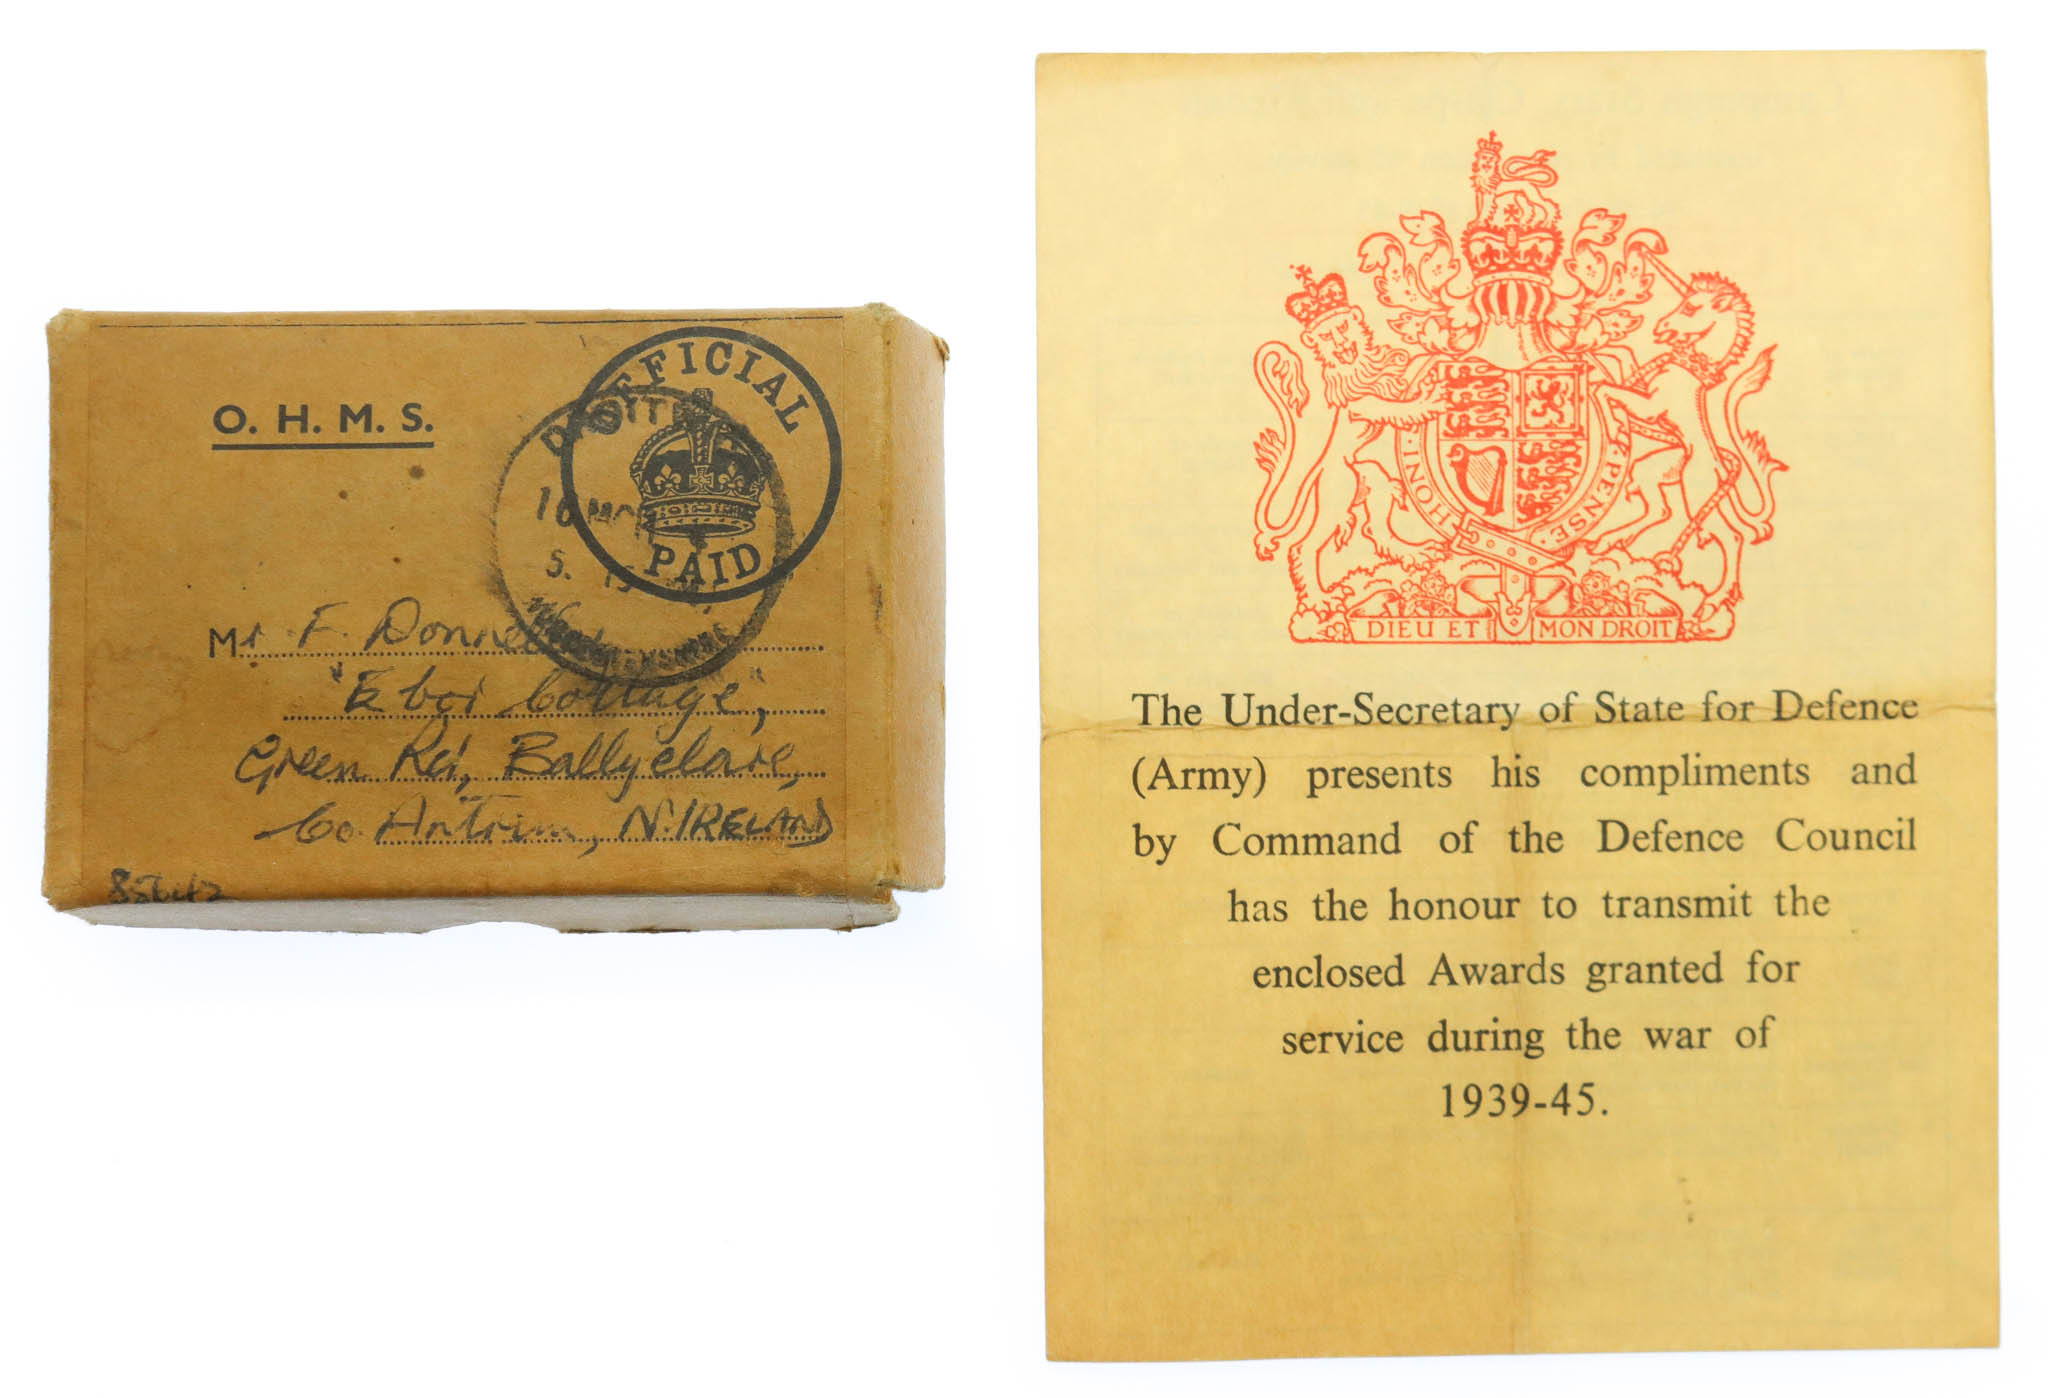 O. H. M. S.
OFFICIAL
PAID
Mr F.
"Ebor Cottage",
Green Rd, Ballyclare,
Co. Antrim, N. IRELAND
HONI PENSE
DIEU ET MON DROIT
The Under-Secretary of State for Defence
(Army) presents his compliments and
by Command of the Defence Council
has the honour to transmit the
enclosed Awards granted for
service during the war of
1939-45.